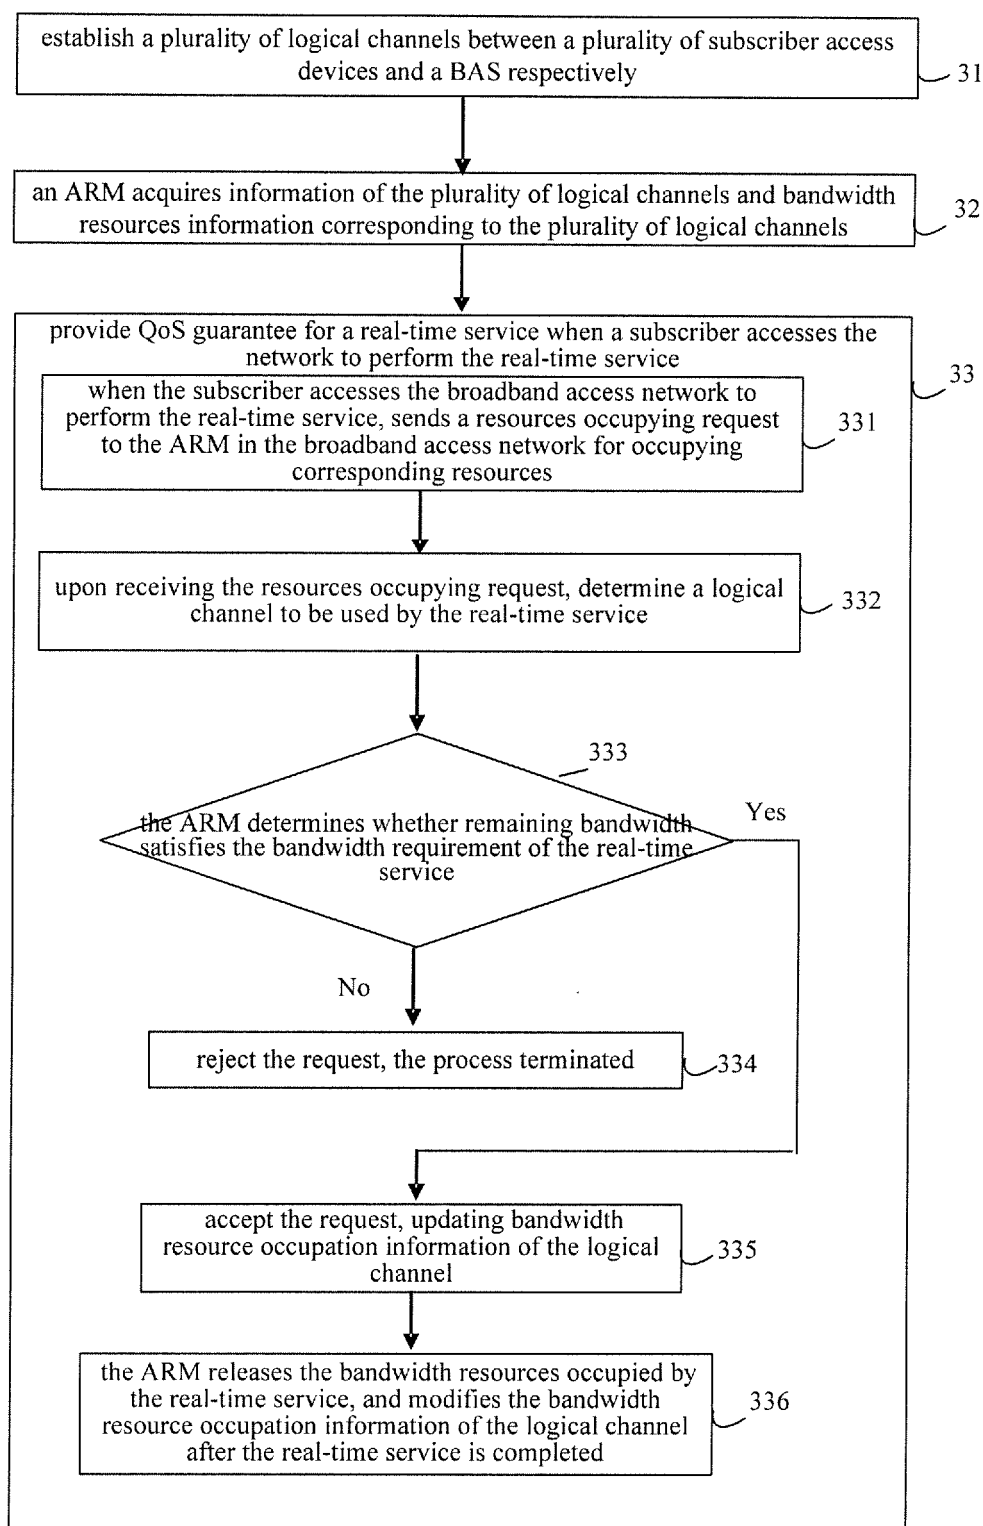 establish a plurality of logical channels between a plurality of subscriber access
devices and a BAS respectively
31
an ARM acquires information of the plurality of logical channels and bandwidth
resources information corresponding to the plurality of logical channels
32
provide QoS guarantee for a real-time service when a subscriber accesses the
network to perform the real-time service
33
when the subscriber accesses the broadband access network to
perform the real-time service, sends a resources occupying request
to the ARM in the broadband access network for occupying
corresponding resources
331
upon receiving the resources occupying request, determine a logical
channel to be used by the real-time service
332
333
the ARM determines whether remaining bandwidth
satisfies the bandwidth requirement of the real-time
service
Yes
No
reject the request, the process terminated
334
accept the request, updating bandwidth
resource occupation information of the logical
channel
335
the ARM releases the bandwidth resources occupied by
the real-time service, and modifies the bandwidth
resource occupation information of the logical channel
after the real-time service is completed
336